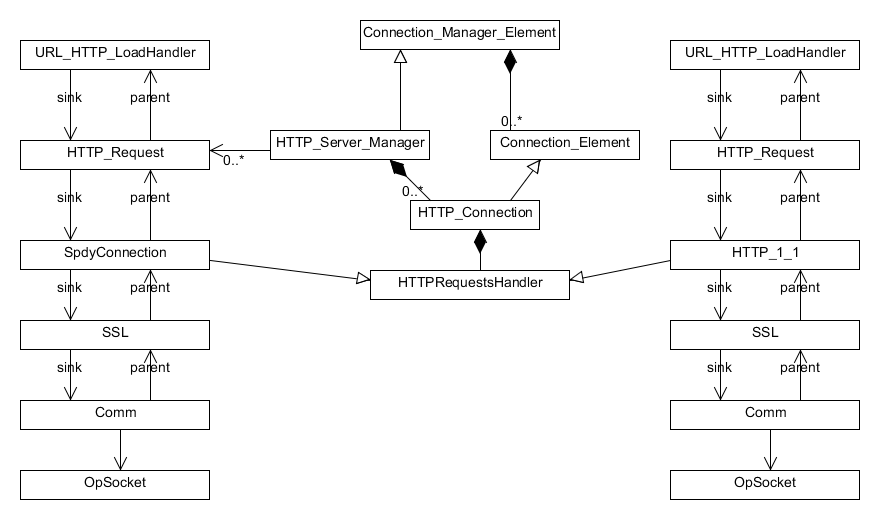 Connection_Manager_Element
URL_HTTP_LoadHandler
URL_HTTP_LoadHandler
sink
parent
sink
parent
0..*
HTTP_Server_Manager
Connection_Element
HTTP_Request
0..*
HTTP_Request
sink
parent
0..*
HTTP_Connection
sink
parent
SpdyConnection
HTTP_1_1
HTTPRequestsHandler
sink
parent
sink
parent
SSL
SSL
sink
parent
sink
parent
Comm
Comm
OpSocket
OpSocket